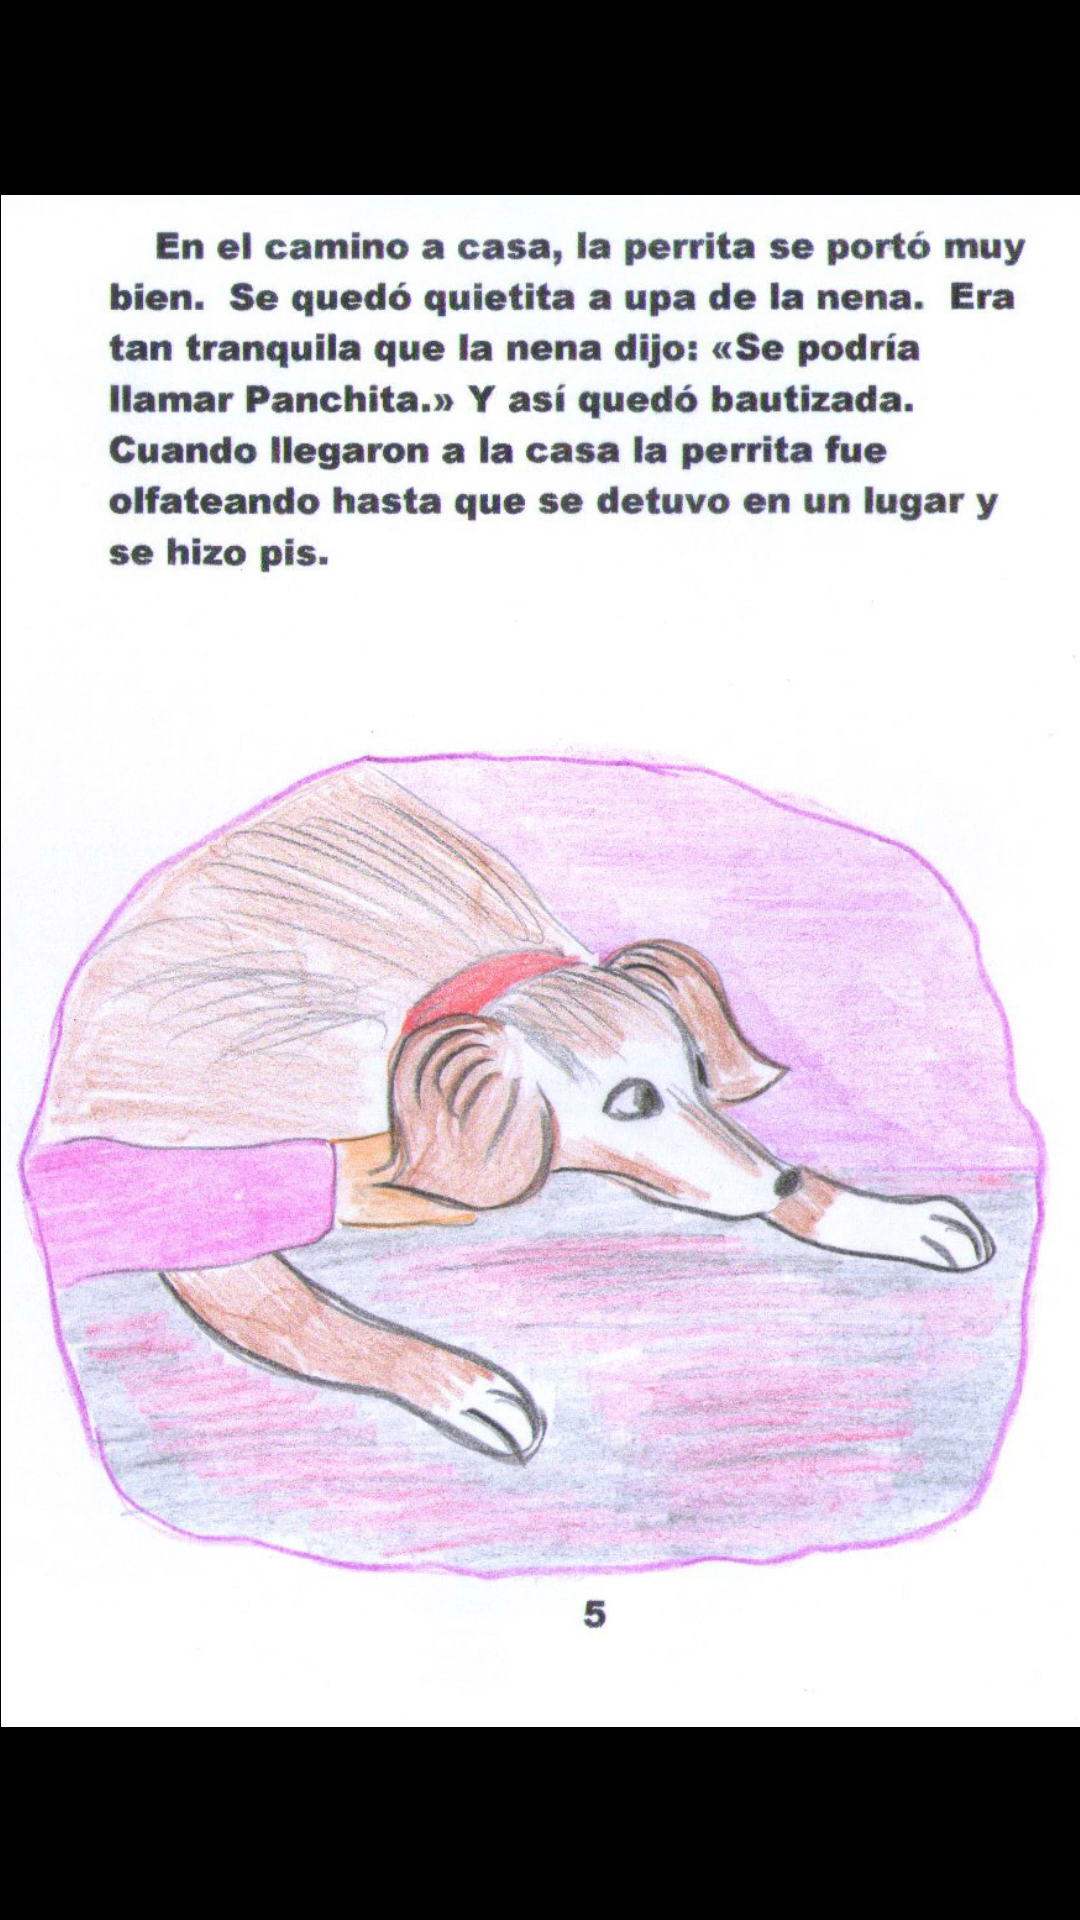 En el camino a casa, la perrita se portó muy
bien.  Se quedó quietita a upa de la nena.  Era
tan tranquila que la nena dijo: «Se podría
llamar Panchita.» Y así quedó bautizada.
Cuando llegaron a la casa la perrita fue
olfateando hasta que se detuvo en un lugar y
se hizo pis.
5